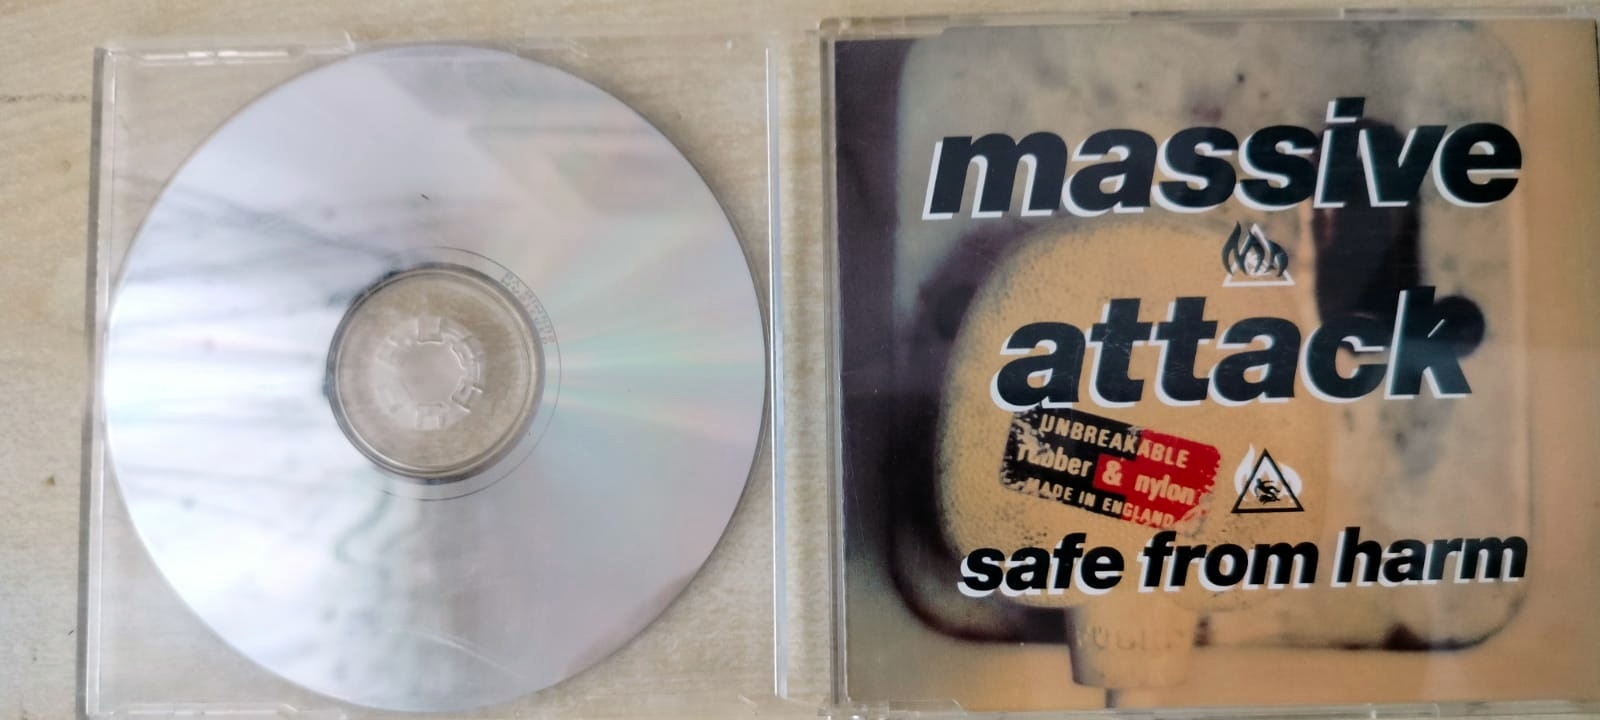 massive
attack
UNBREAKABLE
rubber & nylon
MADE IN ENGLAND
safe from harm